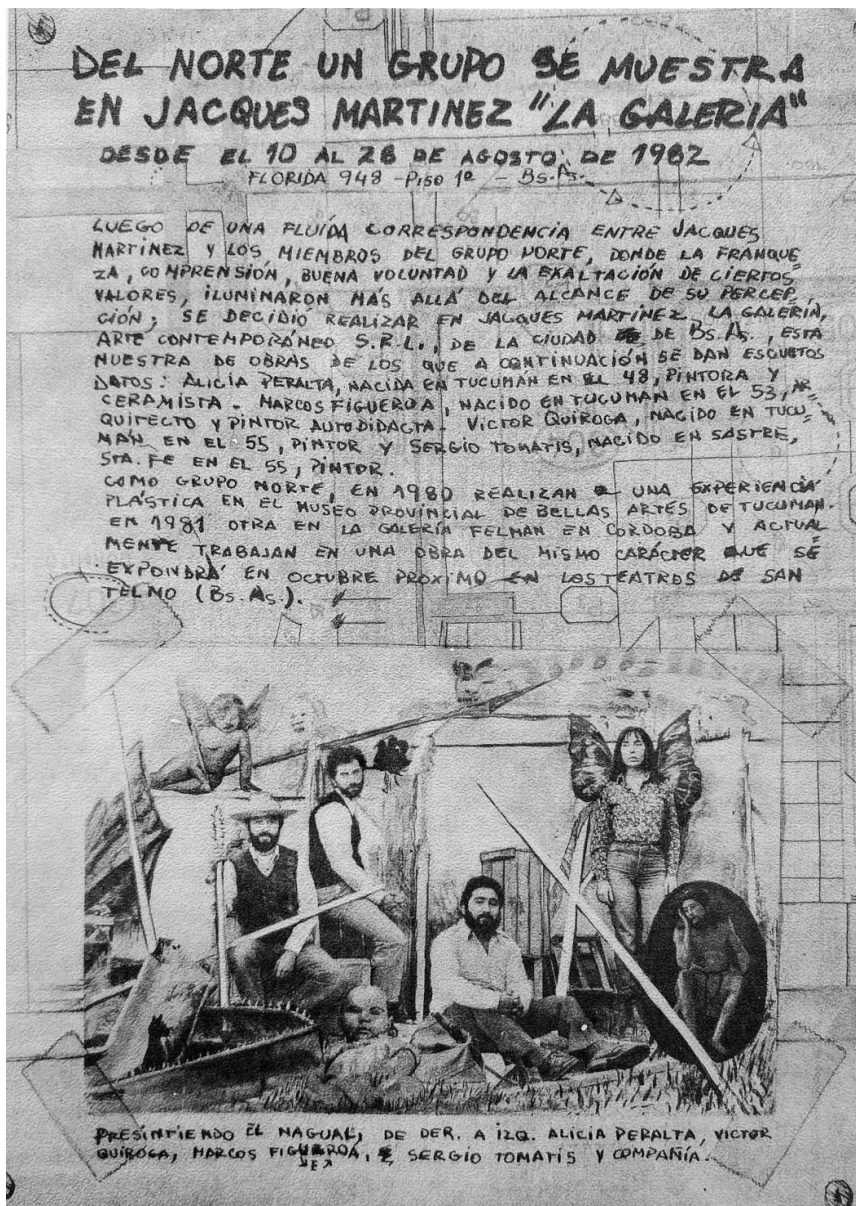 DEL NORTE UN GRUPO SE MUESTRA
EN JACQUES MARTINEZ "LA GALERIA"
DESDE EL 10 AL 28 DE AGOSTO DE 1982
FLORIDA 948 - PISO 1º - Bs. As.
LUEGO DE UNA FLUÍDA CORRESPONDENCIA ENTRE JACQUES
MARTINEZ Y LOS MIEMBROS DEL GRUPO NORTE, DONDE LA FRANQUE
ZA, COMPRENSIÓN, BUENA VOLUNTAD Y LA EXALTACIÓN DE CIERTOS
VALORES, ILUMINARON MÁS ALLÁ DEL ALCANCE DE SU PERCEP
CIÓN; SE DECIDIÓ REALIZAR EN JACQUES MARTINEZ, LA GALERÍA,
ARTE CONTEMPORÁNEO S.R.L., DE LA CIUDAD DE Bs. As., ESTA
MUESTRA DE OBRAS DE LOS QUE A CONTINUACIÓN SE DAN ESCUETOS
DATOS: ALICIA PERALTA, NACIDA EN TUCUMÁN EN EL 48, PINTORA Y
CERAMISTA - MARCOS FIGUEROA, NACIDO EN TUCUMÁN EN EL 53, AR
QUITECTO Y PINTOR AUTODIDACTA - VICTOR QUIROGA, NACIDO EN TUCU
MÁN EN EL 55, PINTOR Y SERGIO TOMATIS, NACIDO EN SASTRE,
STA. FE EN EL 55, PINTOR.
COMO GRUPO NORTE, EN 1980 REALIZAN UNA EXPERIENCIA
PLÁSTICA EN EL MUSEO PROVINCIAL DE BELLAS ARTES DE TUCUMÁN.
EN 1981 OTRA EN LA GALERÍA FELMAN EN CORDOBA Y ACTUAL
MENTE TRABAJAN EN UNA OBRA DEL MISMO CARÁCTER QUE SE
EXPONDRÁ EN OCTUBRE PRÓXIMO EN LOS TEATROS DE SAN
TELMO (Bs. As.).
PRESINTIENDO EL NAGUAL, DE DER. A IZQ. ALICIA PERALTA, VICTOR
QUIROGA, MARCOS FIGUEROA, SERGIO TOMATIS Y COMPAÑÍA.